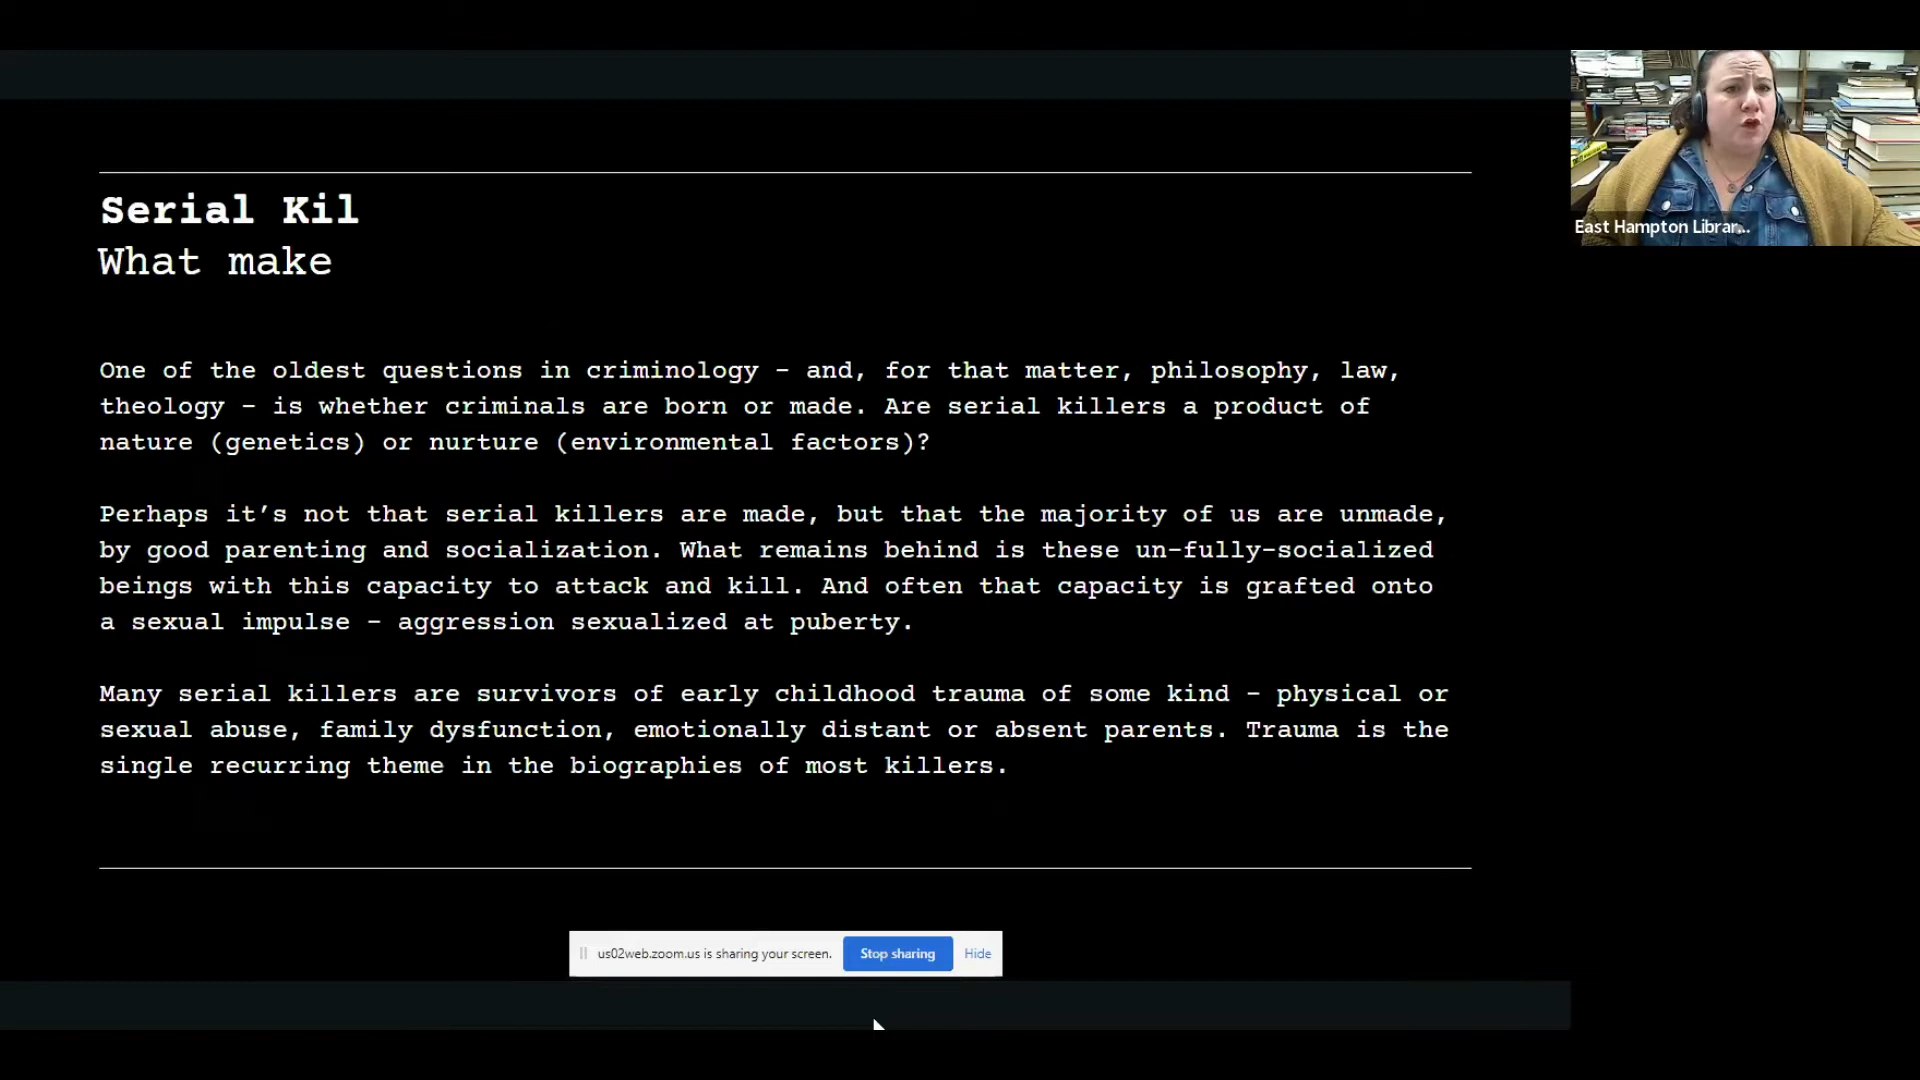 Serial Kil
What make
One of the oldest questions in criminology – and, for that matter, philosophy, law,
theology – is whether criminals are born or made. Are serial killers a product of
nature (genetics) or nurture (environmental factors)?
Perhaps it’s not that serial killers are made, but that the majority of us are unmade,
by good parenting and socialization. What remains behind is these un-fully-socialized
beings with this capacity to attack and kill. And often that capacity is grafted onto
a sexual impulse – aggression sexualized at puberty.
Many serial killers are survivors of early childhood trauma of some kind – physical or
sexual abuse, family dysfunction, emotionally distant or absent parents. Trauma is the
single recurring theme in the biographies of most killers.
East Hampton Librar...
us02web.zoom.us is sharing your screen. Stop sharing Hide